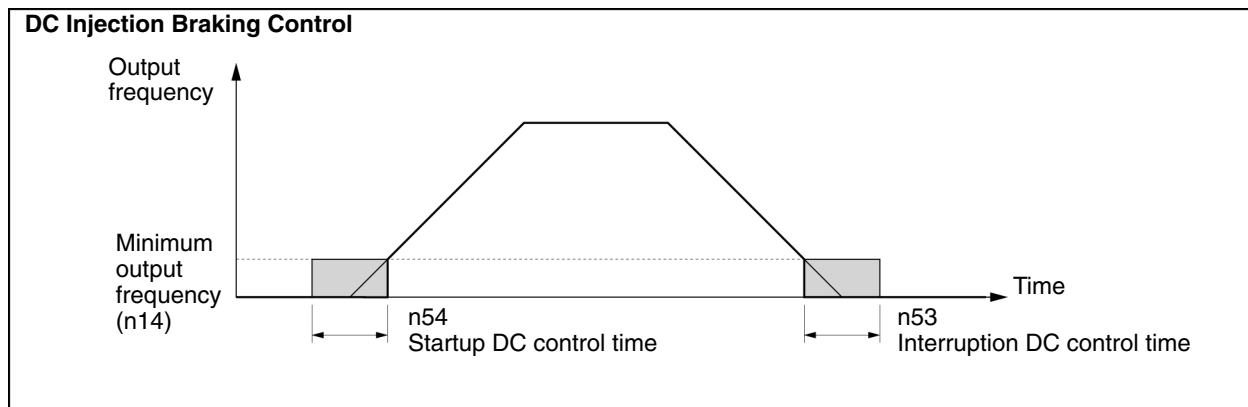 DC Injection Braking Control
Output
frequency
Minimum
output
frequency
(n14)
Time
n54
Startup DC control time
n53
Interruption DC control time